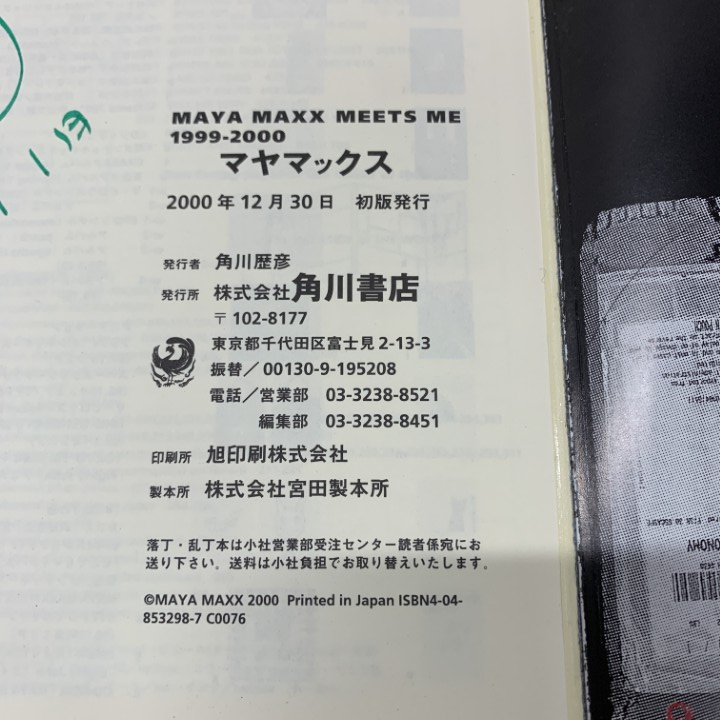 MAYA MAXX MEETS ME
1999-2000
マヤマックス
2000年12月30日 初版発行
発行者 角川歴彦
発行所 株式会社角川書店
〒102-8177
東京都千代田区富士見2-13-3
振替/00130-9-195208
電話/営業部 03-3238-8521
編集部 03-3238-8451
印刷所 旭印刷株式会社
製本所 株式会社宮田製本所
落丁・乱丁本は小社営業部受注センター読者係宛にお
送り下さい。送料は小社負担でお取り替えいたします。
©MAYA MAXX 2000 Printed in Japan ISBN4-04-
853298-7 C0076
ONOMY